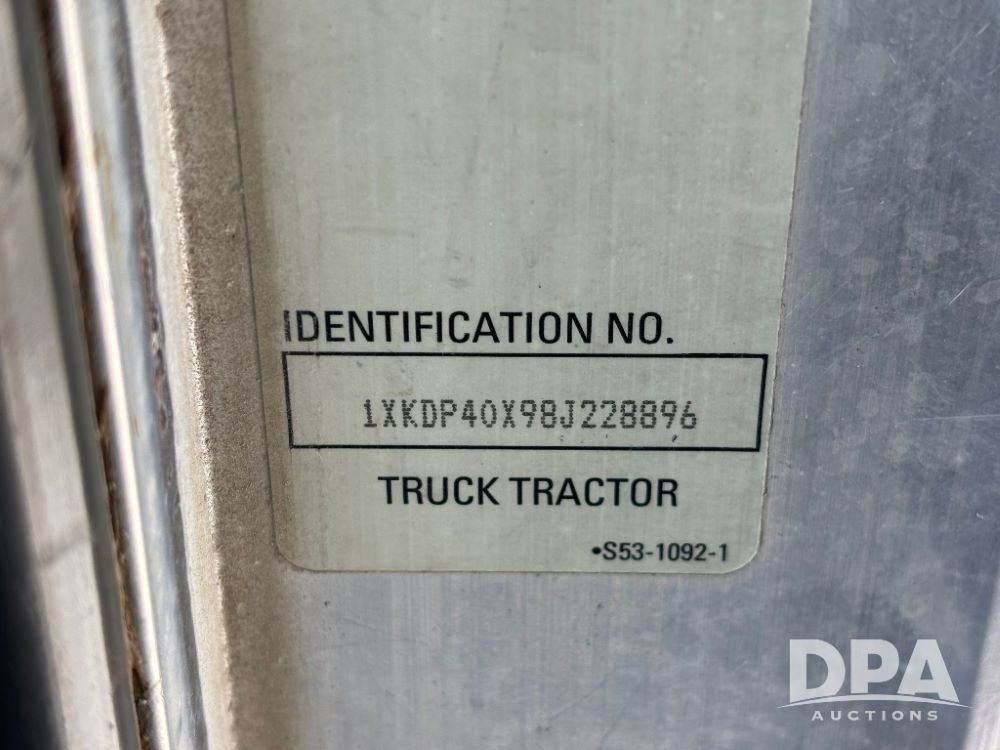 IDENTIFICATION NO.
1XKDP40X98J228896
TRUCK TRACTOR
•S53-1092-1
DPA
AUCTIONS